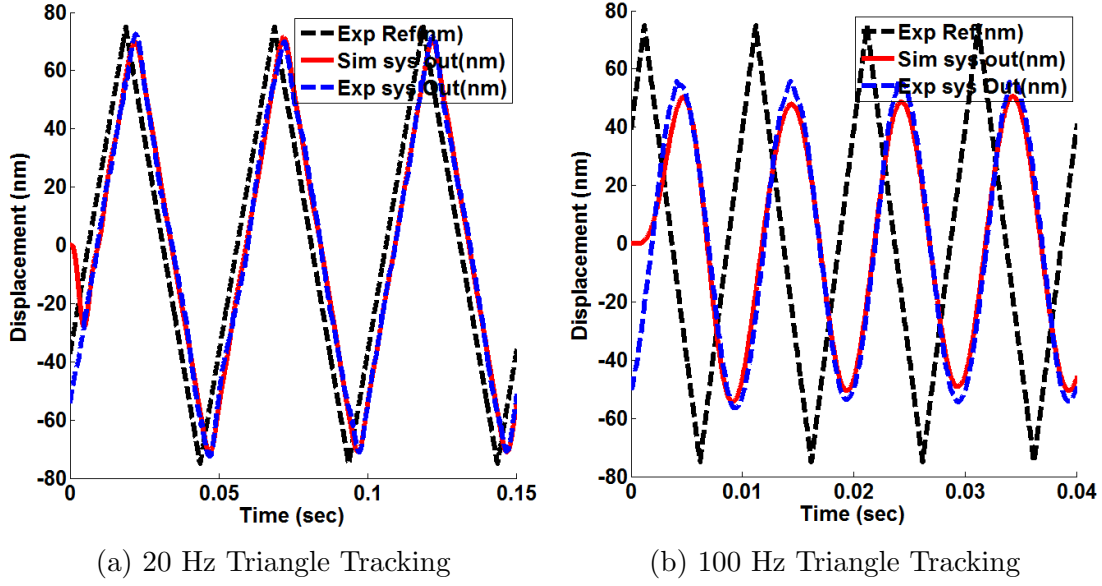 80
60
40
20
0
-20
-40
-60
80
Displacement (nm)
0
0.05
0.1
0.15
Time (sec)
Exp Ref(nm)
Sim sys out(nm)
Exp sys Out(nm)
(a) 20 Hz Triangle Tracking
80
60
40
20
0
-20
-40
-60
80
Displacement (nm)
0
0.01
0.02
0.03
0.04
Time (sec)
Exp Ref(nm)
Sim sys out(nm)
Exp sys Out(nm)
(b) 100 Hz Triangle Tracking